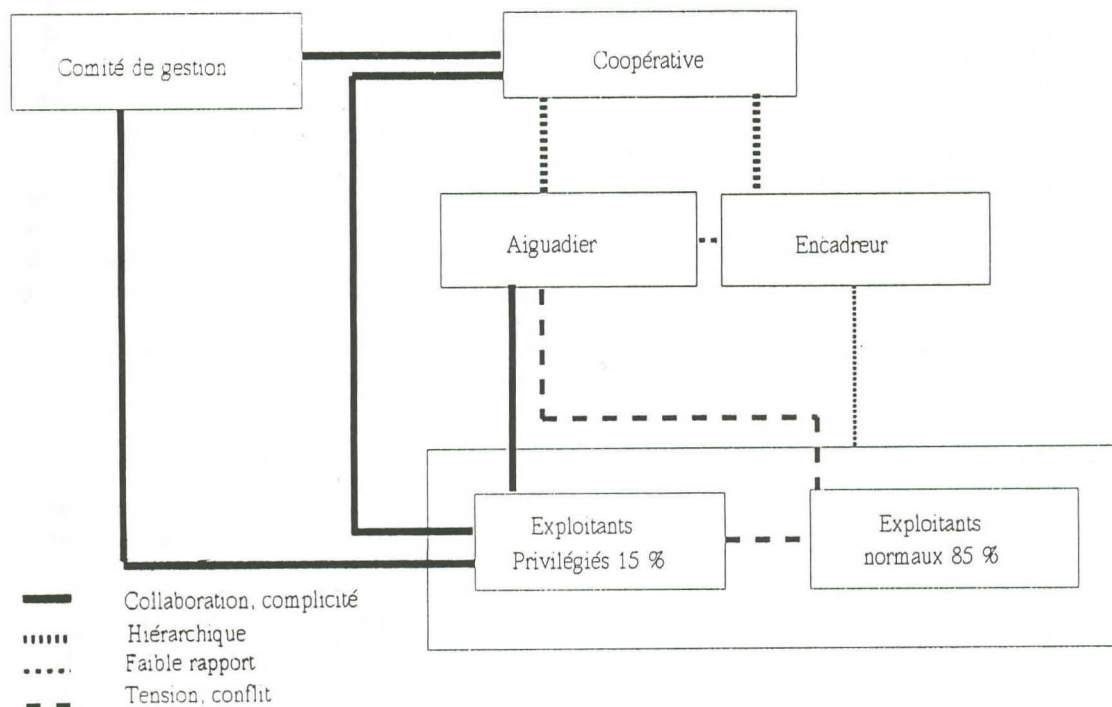 Comité de gestion
Coopérative
Aiguadier
Encadreur
Exploitants
Privilégiés 15 %
Exploitants
normaux 85 %
Collaboration, complicité
Hiérarchique
Faible rapport
Tension, conflit